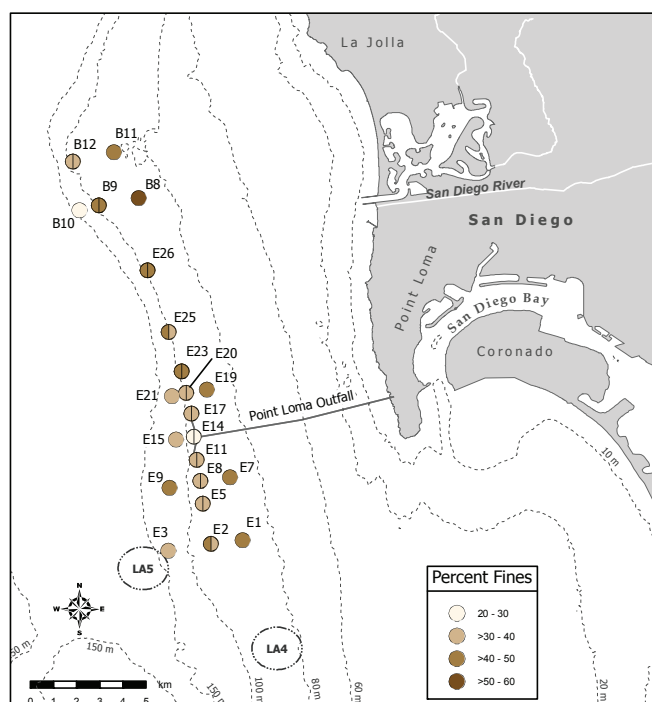 La Jolla
B12
B11
B9
B8
B10
San Diego River
San Diego
E26
Point Loma
San Diego Bay
E25
Coronado
E23
E20
E21
E19
E17
Point Loma Outfall
E14
E15
E11
E8
E7
E9
E5
10 m
E3
E2
E1
LA5
LA4
Percent Fines
20 - 30
>30 - 40
>40 - 50
>50 - 60
N
W
E
S
150 m
150 m
100 m
80 m
60 m
20 m
0 1 2 3 4 5 km